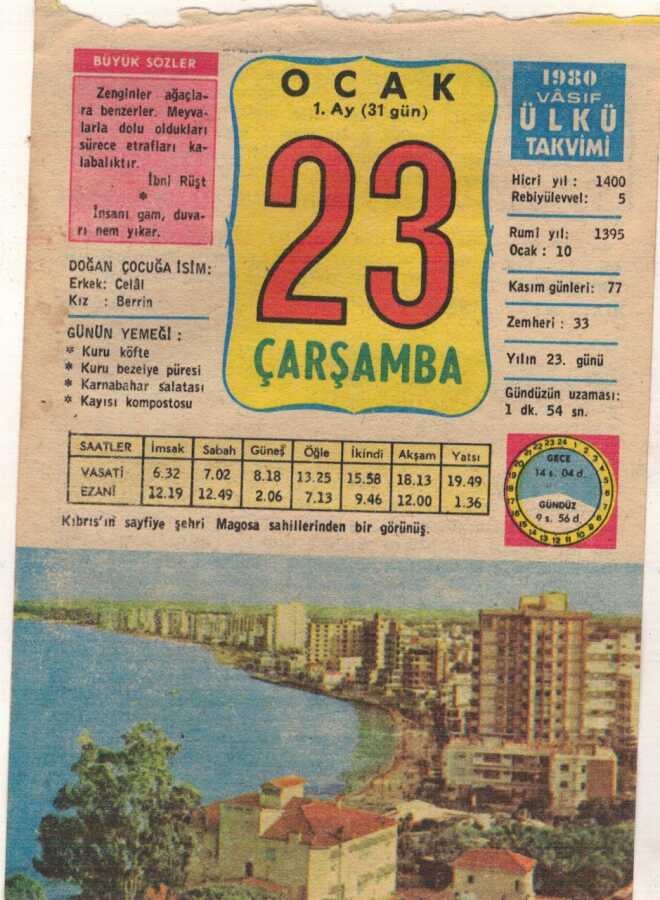 BÜYÜK SÖZLER
Zenginler ağaçla-
ra benzerler. Meyva-
larla dolu oldukları
sürece etrafları ka-
labalıktır.
İbni Rüşt
*
İnsanı gam, duva-
rı nem yıkar.
DOĞAN ÇOCUĞA İSİM:
Erkek: Celâl
Kız : Berrin
GÜNÜN YEMEĞİ :
* Kuru köfte
* Kuru bezelye püresi
* Karnabahar salatası
* Kayısı kompostosu
OCAK
1. Ay (31 gün)
23
ÇARŞAMBA
1980
VÂSIF
ÜLKÜ
TAKVİMİ
Hicri yıl : 1400
Rebiyülevvel: 5
Rumî yıl: 1395
Ocak : 10
Kasım günleri: 77
Zemheri : 33
Yılın 23. günü
Gündüzün uzaması:
1 dk. 54 sn.
SAATLER İmsak Sabah Güneş Öğle İkindi Akşam Yatsı
VASATİ 6.32 7.02 8.18 13.25 15.58 18.13 19.49
EZANİ 12.19 12.49 2.06 7.13 9.46 12.00 1.36
GECE
14 s. 04 d.
GÜNDÜZ
9 s. 56 d.
Kıbrıs'ın sayfiye şehri Magosa sahillerinden bir görünüş.